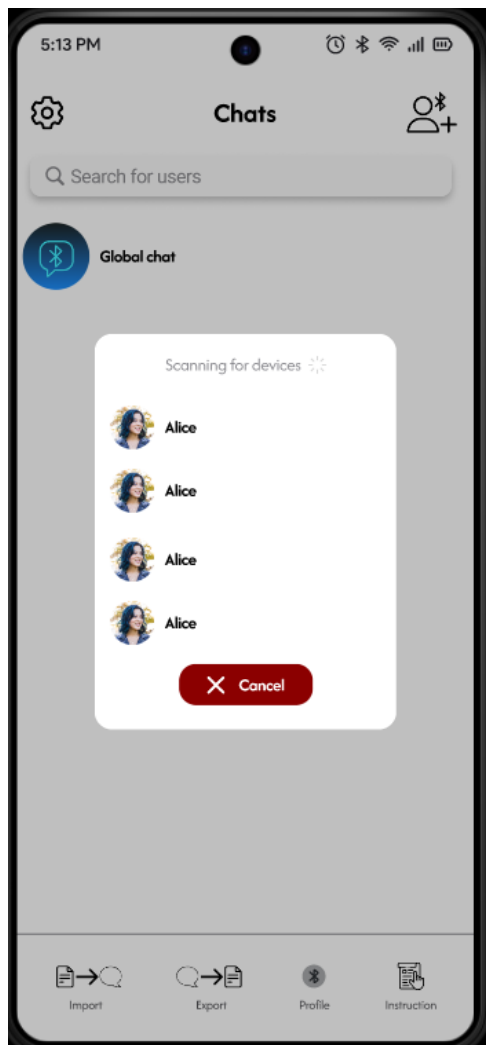 5:13 PM
Chats
Search for users
Global chat
Scanning for devices
Alice
Alice
Alice
Alice
Cancel
Import
Export
Profile
Instruction